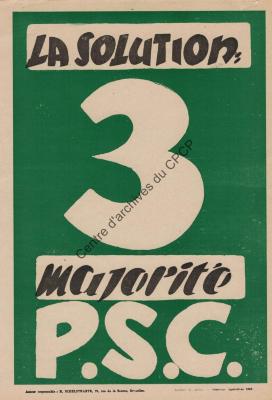 LA SOLUTION:
3
Centre d'archives du CPCP
majorité
P.S.C.